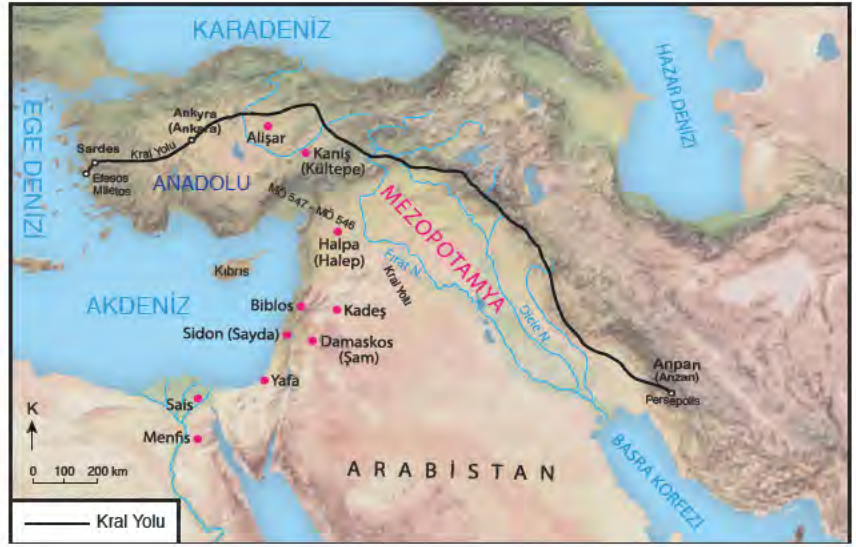 KARADENİZ
HAZAR DENİZİ
EGE DENİZİ
Ankyra
(Ankara)
Alişar
Sardes
Kral Yolu
Kaniş
(Kültepe)
Efesos
Miletos
ANADOLU
MÖ 547 - MÖ 546
MEZOPOTAMYA
Halpa
(Halep)
Fırat N.
Kral Yolu
Kıbrıs
AKDENİZ
Biblos
Kadeş
Dicle N.
Sidon (Sayda)
Damaskos
(Şam)
Anpan
(Anzan)
Persepolis
Yafa
Sais
K
Menfis
BASRA KÖRFEZİ
ARABİSTAN
0 100 200 km
Kral Yolu